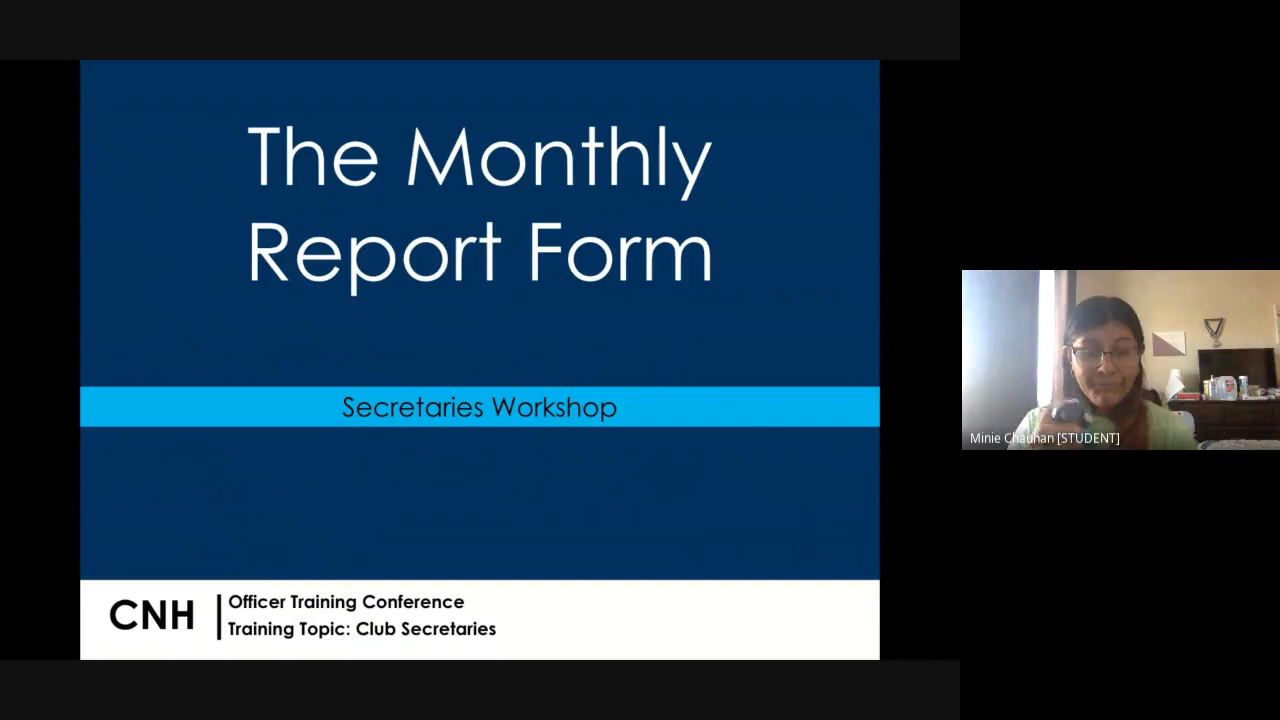 The Monthly
Report Form
Secretaries Workshop
CNH
Officer Training Conference
Training Topic: Club Secretaries
Minie Chauhan [STUDENT]